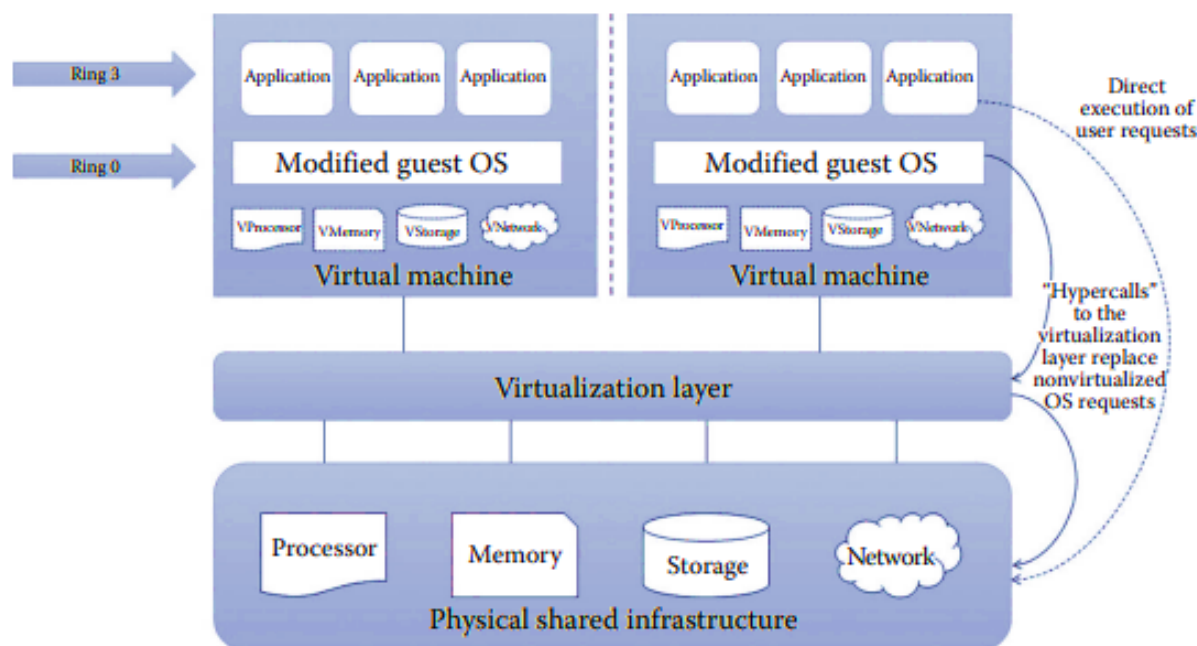 Ring 3
Application
Application
Application
Application
Application
Application
Direct
execution of
user requests
Ring 0
Modified guest OS
Modified guest OS
VProcessor
VMemory
VStorage
VNetwork
VProcessor
VMemory
VStorage
VNetwork
Virtual machine
Virtual machine
"Hypercalls"
to the
virtualization
layer replace
nonvirtualized
OS requests
Virtualization layer
Processor
Memory
Storage
Network
Physical shared infrastructure